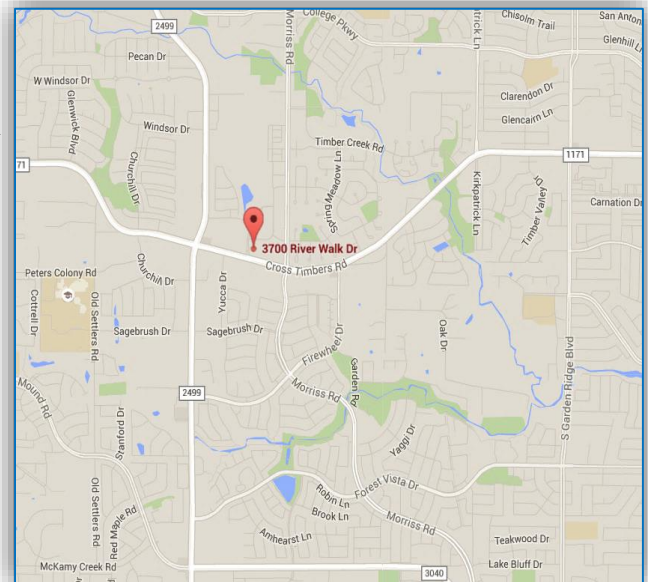 College Pkwy
Chisolm Trail
San Anton
2499
Morriss Rd
trick Ln
Glenhill L
Pecan Dr
W Windsor Dr
Glenwick Blvd
Windsor Dr
Clarendon Dr
Glencairn Ln
Timber Creek Rd
Churchill Dr
Spring Meadow Ln
1171
71
Kirkpatrick Ln
Timber Valley Dr
Carnation Dr
3700 River Walk Dr
Cross Timbers Rd
Peters Colony Rd
Churchill Dr
Yucca Dr
Cottrell Dr
Old Settlers Rd
Sagebrush Dr
Sagebrush Dr
Firewheel Dr
Oak Dr
S Garden Ridge Blvd
Mound Rd
2499
Morriss Rd
Garden Rd
Stanford Dr
Yaggi Dr
Old Settlers Rd
Red Maple Rd
Robin Ln
Forest Vista Dr
Brook Ln
Morriss Rd
Amhearst Ln
Teakwood Dr
McKamy Creek Rd
3040
Lake Bluff Dr